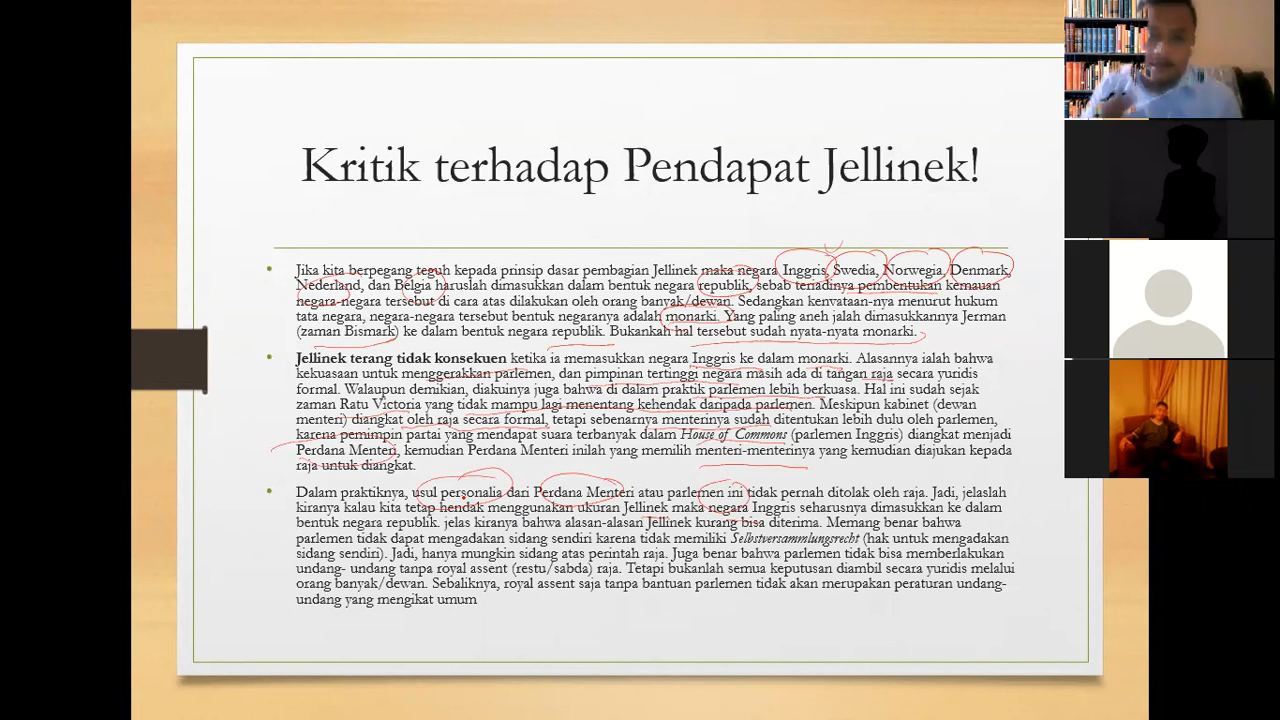 Kritik terhadap Pendapat Jellinek!
• Jika kita berpegang teguh kepada prinsip dasar pembagian Jellinek maka negara Inggris, Swedia, Norwegia, Denmark,
Nederland, dan Belgia haruslah dimasukkan dalam bentuk negara republik, sebab terjadinya pembentukan kemauan
negara-negara tersebut di cara atas dilakukan oleh orang banyak/dewan. Sedangkan kenyataan-nya menurut hukum
tata negara, negara-negara tersebut bentuk negaranya adalah monarki. Yang paling aneh jalah dimasukkannya Jerman
(zaman Bismark) ke dalam bentuk negara republik. Bukankah hal tersebut sudah nyata-nyata monarki.
• Jellinek terang tidak konsekuen ketika ia memasukkan negara Inggris ke dalam monarki. Alasannya ialah bahwa
kekuasaan untuk menggerakkan parlemen, dan pimpinan tertinggi negara masih ada di tangan raja secara yuridis
formal. Walaupun demikian, diakuinya juga bahwa di dalam praktik parlemen lebih berkuasa. Hal ini sudah sejak
zaman Ratu Victoria yang tidak mampu lagi menentang kehendak daripada parlemen. Meskipun kabinet (dewan
menteri) diangkat oleh raja secara formal, tetapi sebenarnya menterinya sudah ditentukan lebih dulu oleh parlemen,
karena pemimpin partai yang mendapat suara terbanyak dalam House of Commons (parlemen Inggris) diangkat menjadi
Perdana Menteri, kemudian Perdana Menteri inilah yang memilih menteri-menterinya yang kemudian diajukan kepada
raja untuk diangkat.
• Dalam praktiknya, usul personalia dari Perdana Menteri atau parlemen ini tidak pernah ditolak oleh raja. Jadi, jelaslah
kiranya kalau kita tetap hendak menggunakan ukuran Jellinek maka negara Inggris seharusnya dimasukkan ke dalam
bentuk negara republik. jelas kiranya bahwa alasan-alasan Jellinek kurang bisa diterima. Memang benar bahwa
parlemen tidak dapat mengadakan sidang sendiri karena tidak memiliki Selbstversammlungsrecht (hak untuk mengadakan
sidang sendiri). Jadi, hanya mungkin sidang atas perintah raja. Juga benar bahwa parlemen tidak bisa memberlakukan
undang- undang tanpa royal assent (restu/sabda) raja. Tetapi bukanlah semua keputusan diambil secara yuridis melalui
orang banyak/dewan. Sebaliknya, royal assent saja tanpa bantuan parlemen tidak akan merupakan peraturan undang-
undang yang mengikat umum